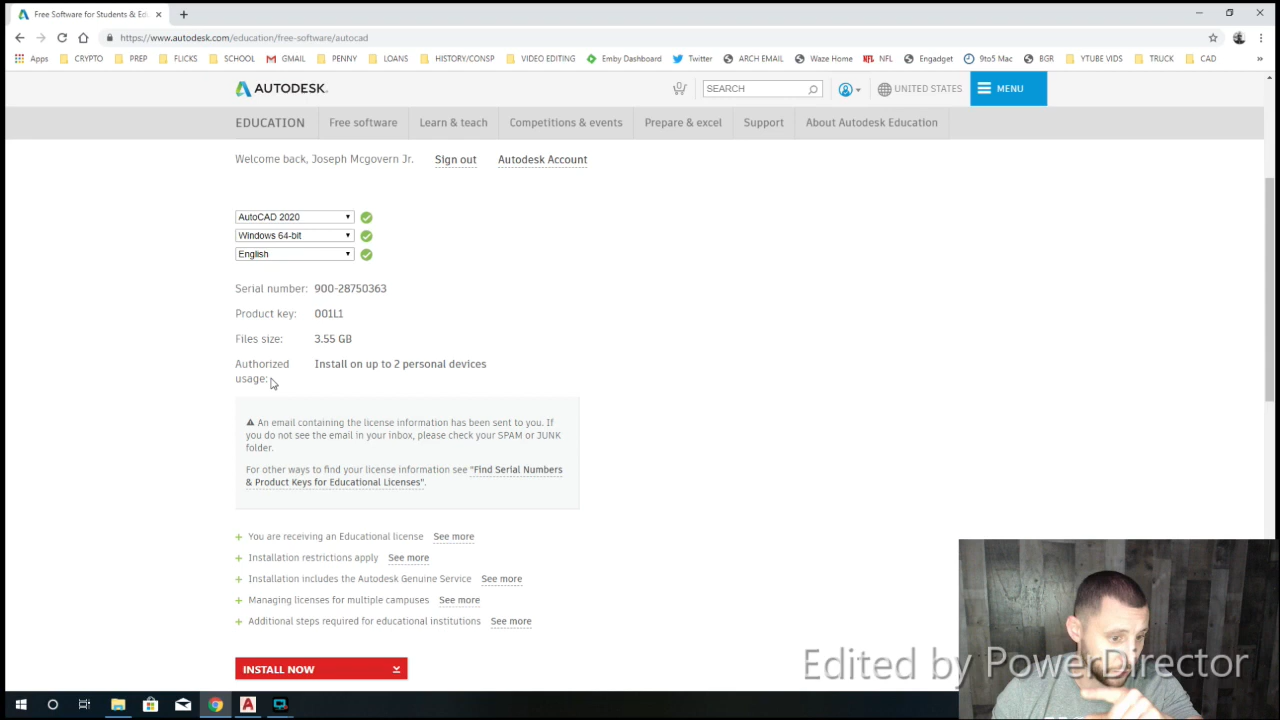 Free Software for Students & Edu
https://www.autodesk.com/education/free-software/autocad
Apps CRYPTO PREP FLICKS SCHOOL GMAIL PENNY LOANS HISTORY/CONSP VIDEO EDITING Emby Dashboard Twitter ARCH EMAIL Waze Home NFL Engadget 9to5 Mac BGR YTUBE VIDS TRUCK CAD »
AUTODESK. 0 SEARCH UNITED STATES MENU
EDUCATION Free software Learn & teach Competitions & events Prepare & excel Support About Autodesk Education
Welcome back, Joseph Mcgovern Jr. Sign out Autodesk Account
AutoCAD 2020
Windows 64-bit
English
Serial number: 900-28750363
Product key: 001L1
Files size: 3.55 GB
Authorized Install on up to 2 personal devices
usage:
An email containing the license information has been sent to you. If
you do not see the email in your inbox, please check your SPAM or JUNK
folder.
For other ways to find your license information see "Find Serial Numbers
& Product Keys for Educational Licenses".
+ You are receiving an Educational license See more
+ Installation restrictions apply See more
+ Installation includes the Autodesk Genuine Service See more
+ Managing licenses for multiple campuses See more
+ Additional steps required for educational institutions See more
INSTALL NOW
Edited by PowerDirector